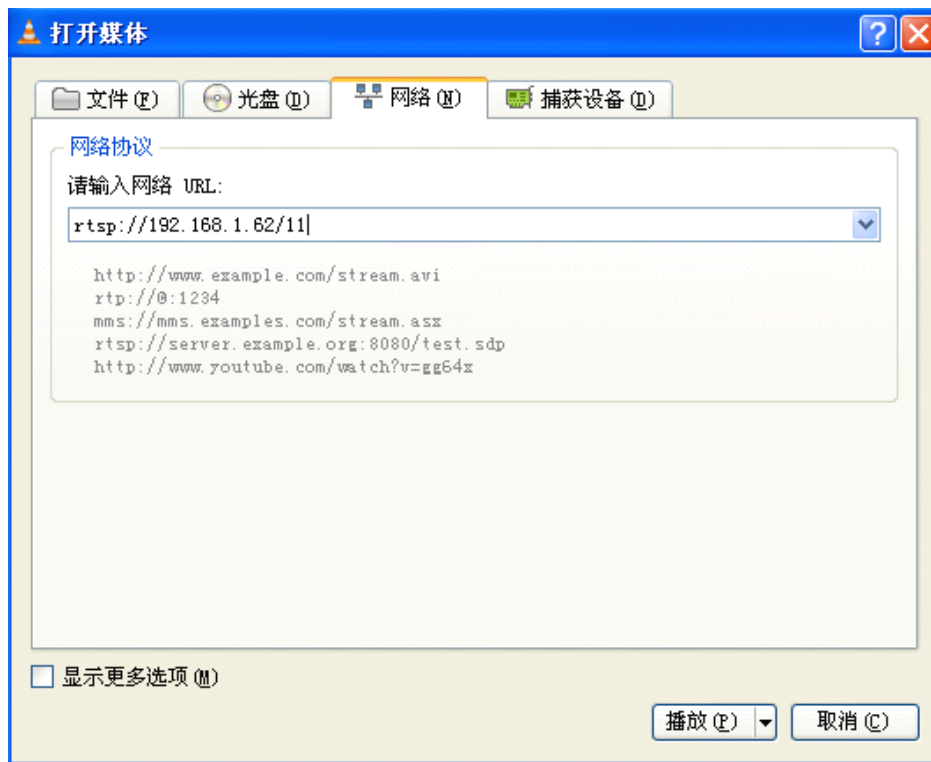 打开媒体
文件(F) 光盘(D) 网络(N) 捕获设备(D)
网络协议
请输入网络 URL:
rtsp://192.168.1.62/11
http://www.example.com/stream.avi
rtp://@:1234
mms://mms.examples.com/stream.asx
rtsp://server.example.org:8080/test.sdp
http://www.youtube.com/watch?v=gg64x
显示更多选项(M)
播放(P) 取消(C)